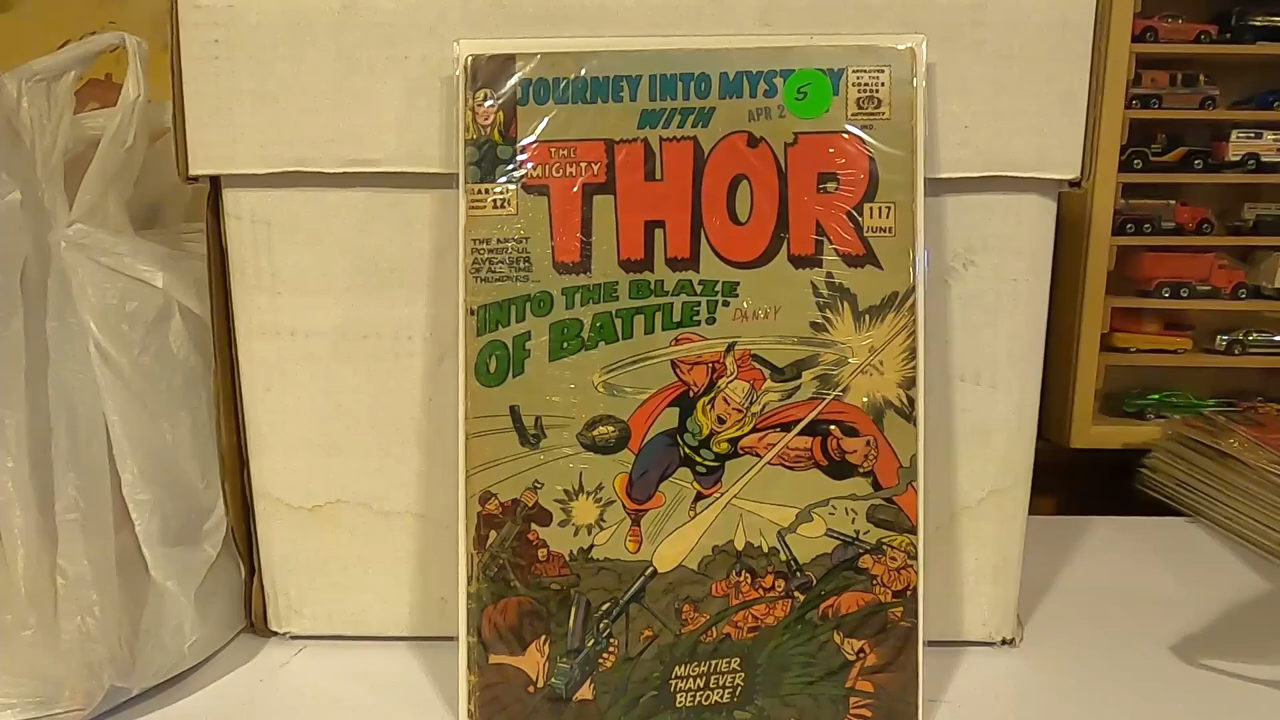 JOURNEY INTO MYSTERY
WITH
APR 2
5
APPROVED
BY THE
COMICS
CODE
AUTHORITY
IND.
THE
MIGHTY
THOR
12¢
117
JUNE
THE MOST
POWERFUL
AVENGER
OF ALL TIME
THUNDERS...
"INTO THE BLAZE
OF BATTLE!"
DANNY
MIGHTIER
THAN EVER
BEFORE!